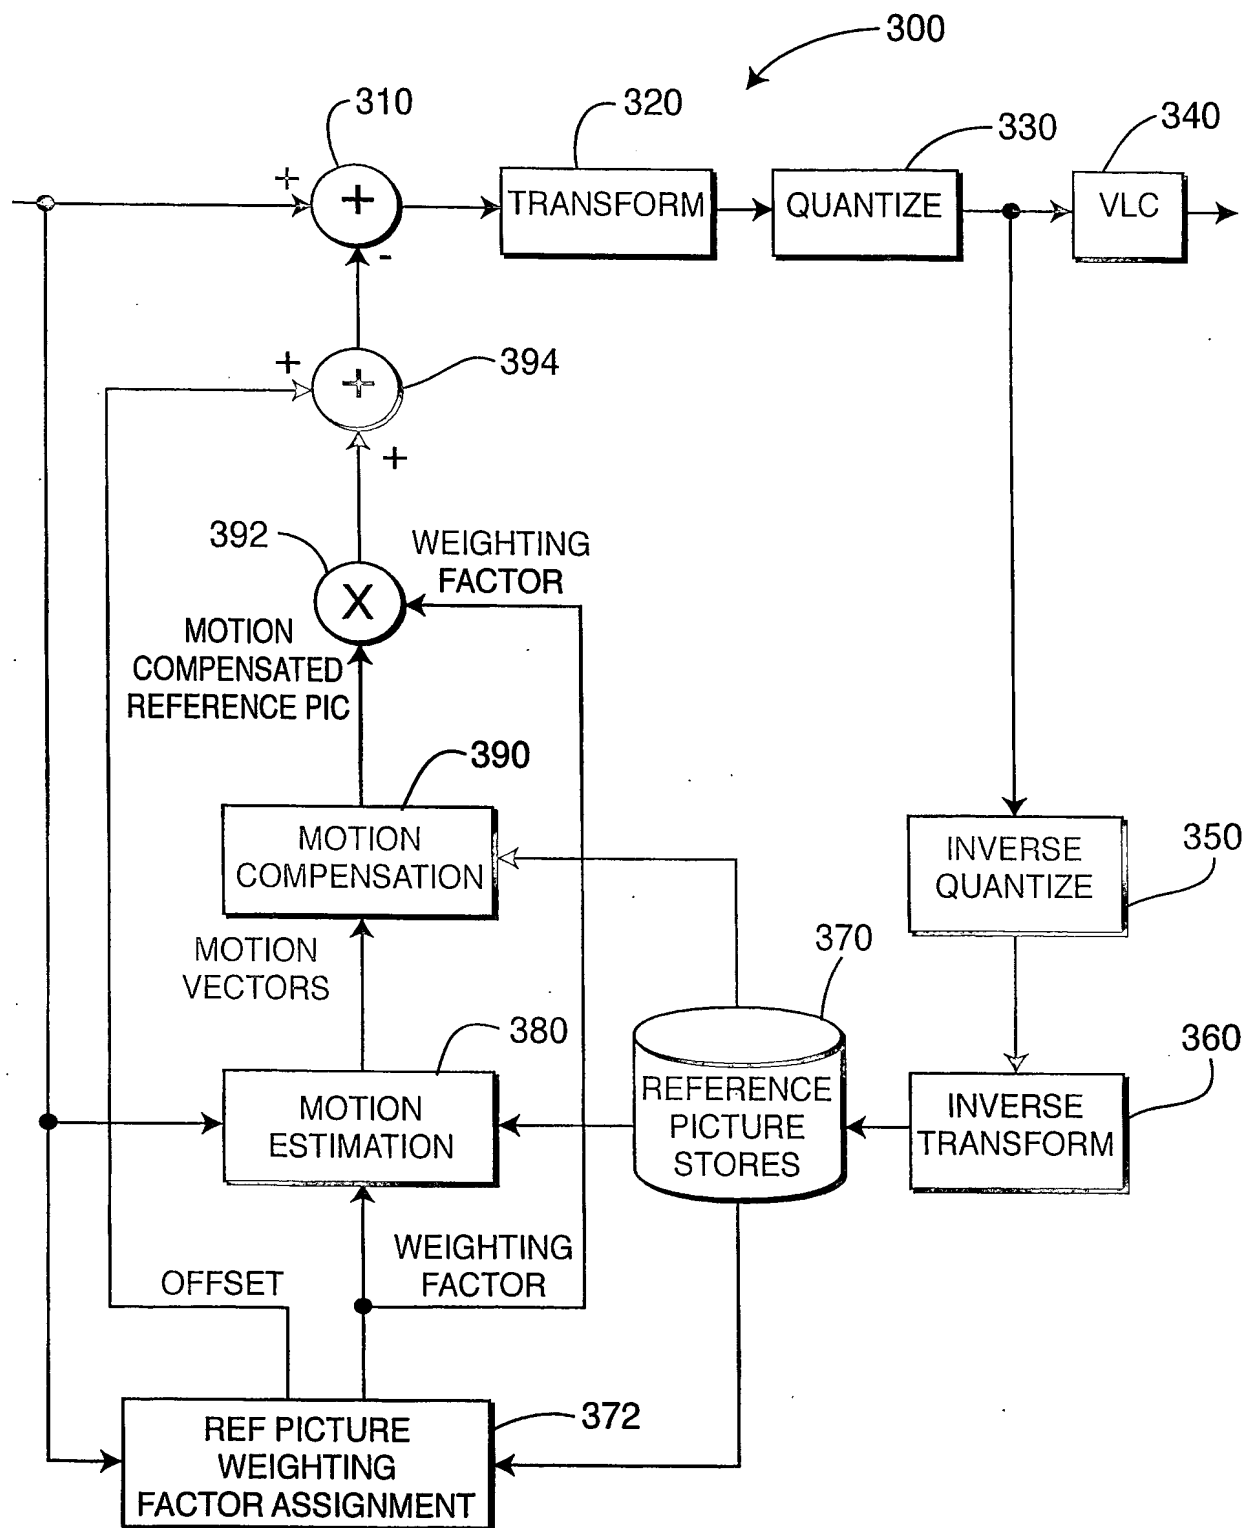 300
310
320
330
340
+
+
TRANSFORM
QUANTIZE
VLC
-
+
+
394
+
392
WEIGHTING
FACTOR
X
MOTION
COMPENSATED
REFERENCE PIC
390
MOTION
COMPENSATION
INVERSE
QUANTIZE
350
MOTION
VECTORS
370
380
360
MOTION
ESTIMATION
REFERENCE
PICTURE
STORES
INVERSE
TRANSFORM
WEIGHTING
FACTOR
OFFSET
372
REF PICTURE
WEIGHTING
FACTOR ASSIGNMENT